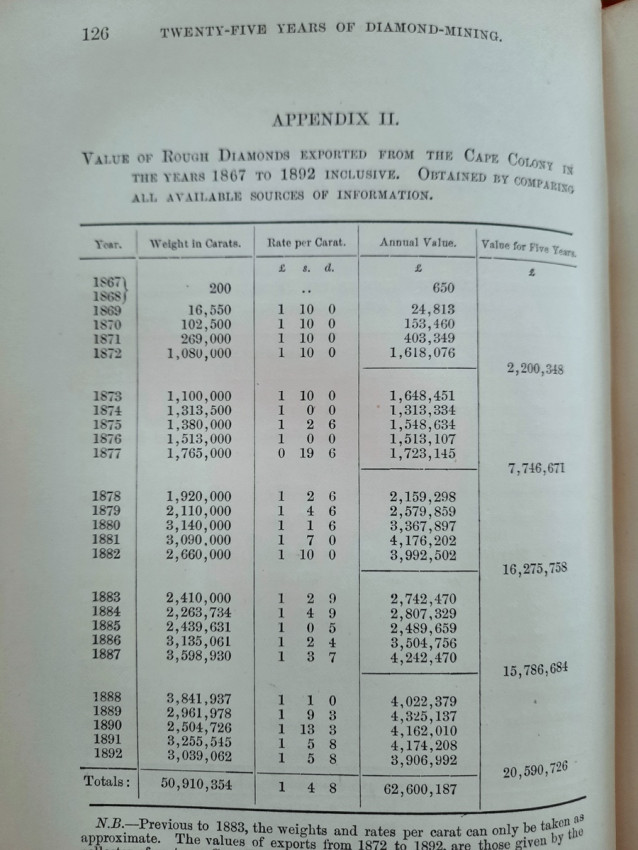 126 TWENTY-FIVE YEARS OF DIAMOND-MINING.
APPENDIX II.
VALUE OF ROUGH DIAMONDS EXPORTED FROM THE CAPE COLONY IN
THE YEARS 1867 TO 1892 INCLUSIVE. OBTAINED BY COMPARING
ALL AVAILABLE SOURCES OF INFORMATION.
Year. Weight in Carats. Rate per Carat. Annual Value. Value for Five Years.
£ s. d. £ £
1867}
1868} 200 .. 650
1869 16,550 1 10 0 24,813
1870 102,500 1 10 0 153,460
1871 269,000 1 10 0 403,349
1872 1,080,000 1 10 0 1,618,076
2,200,348
1873 1,100,000 1 10 0 1,648,451
1874 1,313,500 1 0 0 1,313,334
1875 1,380,000 1 2 6 1,548,634
1876 1,513,000 1 0 0 1,513,107
1877 1,765,000 0 19 6 1,723,145
7,746,671
1878 1,920,000 1 2 6 2,159,298
1879 2,110,000 1 4 6 2,579,859
1880 3,140,000 1 1 6 3,367,897
1881 3,090,000 1 7 0 4,176,202
1882 2,660,000 1 10 0 3,992,502
16,275,758
1883 2,410,000 1 2 9 2,742,470
1884 2,263,734 1 4 9 2,807,329
1885 2,439,631 1 0 5 2,489,659
1886 3,135,061 1 2 4 3,504,756
1887 3,598,930 1 3 7 4,242,470
15,786,684
1888 3,841,937 1 1 0 4,022,379
1889 2,961,978 1 9 3 4,325,137
1890 2,504,726 1 13 3 4,162,010
1891 3,255,545 1 5 8 4,174,208
1892 3,039,062 1 5 8 3,906,992
20,590,726
Totals: 50,910,354 1 4 8 62,600,187
N.B.—Previous to 1883, the weights and rates per carat can only be taken as
approximate. The values of exports from 1872 to 1892, are those given by the